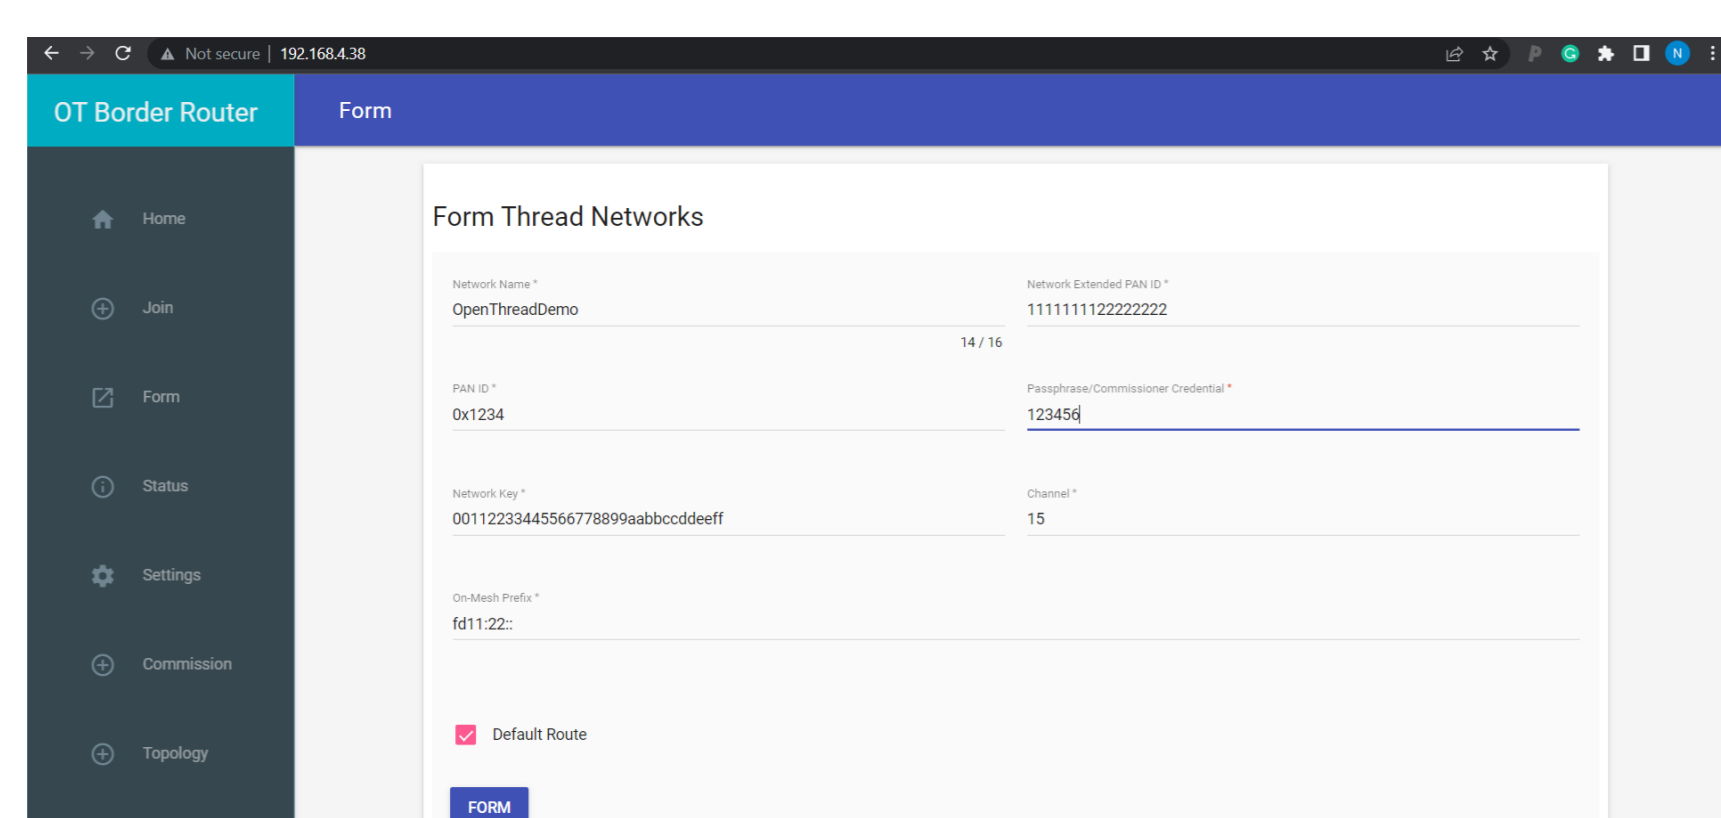 Not secure | 192.168.4.38
P G N
OT Border Router
Form
Home
Join
Form
Status
Settings
Commission
Topology
Form Thread Networks
Network Name *
OpenThreadDemo
14 / 16
Network Extended PAN ID *
1111111122222222
PAN ID *
0x1234
Passphrase/Commissioner Credential *
123456
Network Key *
00112233445566778899aabbccddeeff
Channel *
15
On-Mesh Prefix *
fd11:22::
Default Route
FORM